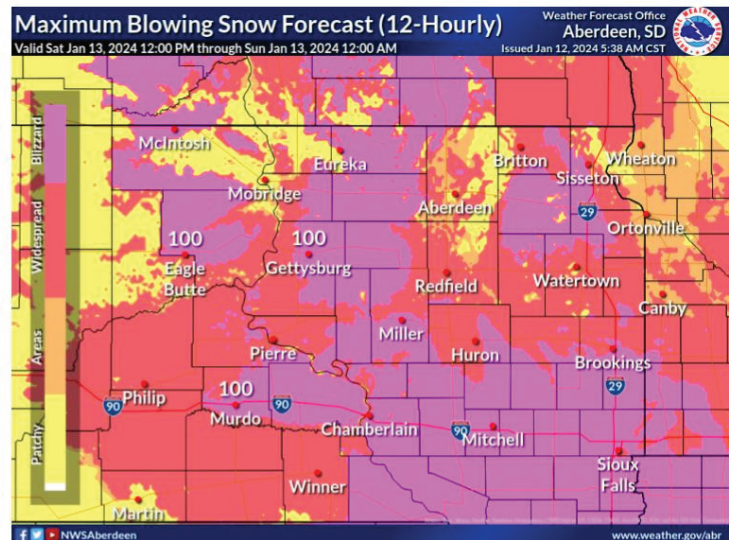 Maximum Blowing Snow Forecast (12-Hourly)
Valid Sat Jan 13, 2024 12:00 PM through Sun Jan 13, 2024 12:00 AM
Weather Forecast Office
Aberdeen, SD
Issued Jan 12, 2024 5:38 AM CST
Blizzard
Widespread
Areas
Patchy
McIntosh
Eureka
Britton
Wheaton
Sisseton
Mobridge
Aberdeen
29
Ortonville
100
100
Eagle
Butte
Gettysburg
Redfield
Watertown
Canby
Miller
Pierre
Huron
Brookings
Philip
100
29
90
90
Murdo
Chamberlain
90
Mitchell
Sioux
Falls
Winner
Martin
NWSAberdeen
www.weather.gov/abr